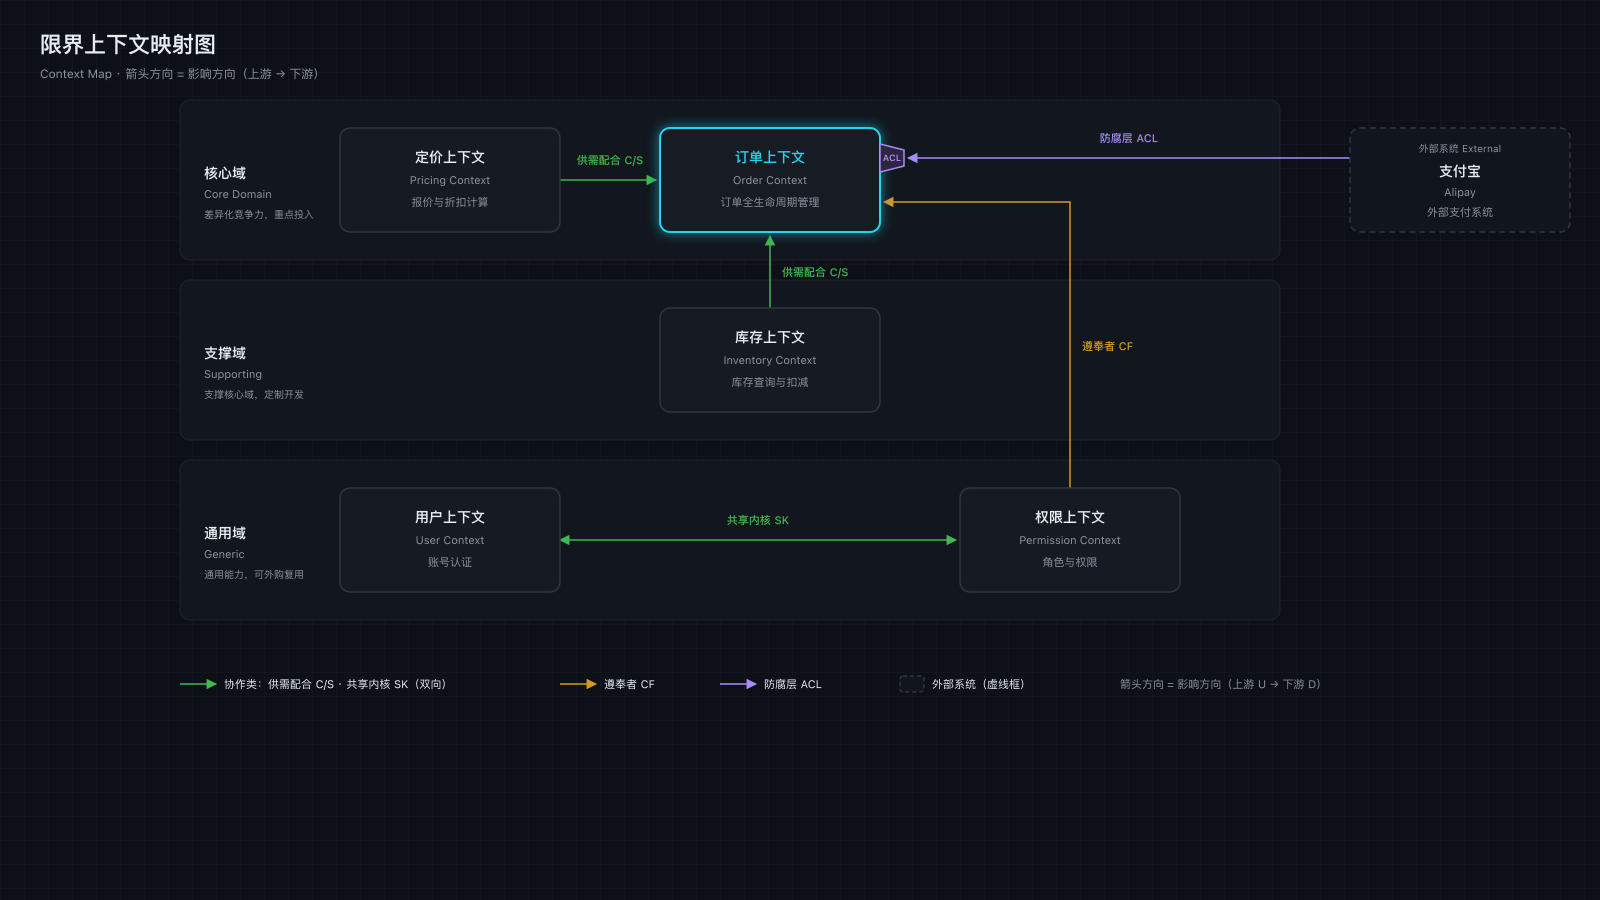 限界上下文映射图
Context Map · 箭头方向 = 影响方向（上游 → 下游）
核心域
Core Domain
差异化竞争力，重点投入
定价上下文
Pricing Context
报价与折扣计算
供需配合 C/S
订单上下文
Order Context
订单全生命周期管理
ACL
防腐层 ACL
外部系统 External
支付宝
Alipay
外部支付系统
供需配合 C/S
支撑域
Supporting
支撑核心域，定制开发
库存上下文
Inventory Context
库存查询与扣减
遵奉者 CF
通用域
Generic
通用能力，可外购复用
用户上下文
User Context
账号认证
共享内核 SK
权限上下文
Permission Context
角色与权限
协作类：供需配合 C/S · 共享内核 SK（双向）
遵奉者 CF
防腐层 ACL
外部系统（虚线框）
箭头方向 = 影响方向（上游 U → 下游 D）